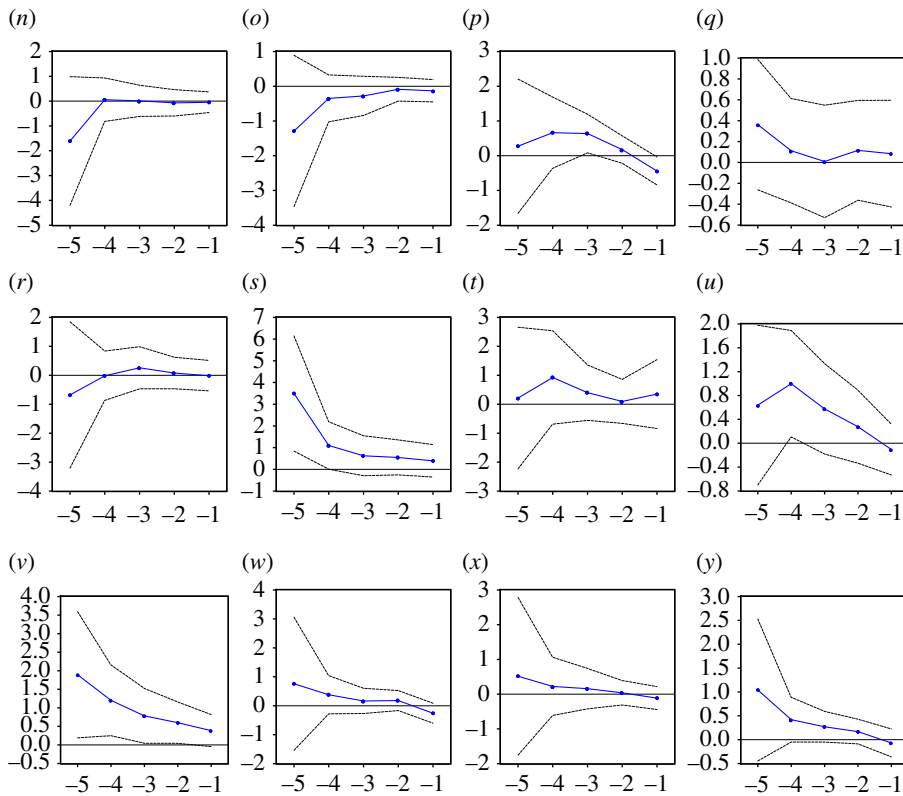 (n) (o) (p) (q)
2 1 3 1.0
1 0 2 0.8
0 –1 1 0.6
–1 –2 0 0.4
–2 –3 –1 0.2
–3 –4 –2 0.0
–4 –0.2
–5 –0.4
–0.6
–5 –4 –3 –2 –1 –5 –4 –3 –2 –1 –5 –4 –3 –2 –1 –5 –4 –3 –2 –1
(r) (s) (t) (u)
2 7 3 2.0
1 6 2 1.6
0 5 1 1.2
–1 4 0 0.8
–2 3 –1 0.4
–3 2 –2 0.0
–4 1 –3 –0.4
0 –0.8
–1
–5 –4 –3 –2 –1 –5 –4 –3 –2 –1 –5 –4 –3 –2 –1 –5 –4 –3 –2 –1
(v) (w) (x) (y)
4.0 4 3 3.0
3.5 3 2 2.5
3.0 2 1 2.0
2.5 1 0 1.5
2.0 0 –1 1.0
1.5 –1 –2 0.5
1.0 –2 0.0
0.5 –0.5
0.0
–0.5
–5 –4 –3 –2 –1 –5 –4 –3 –2 –1 –5 –4 –3 –2 –1 –5 –4 –3 –2 –1